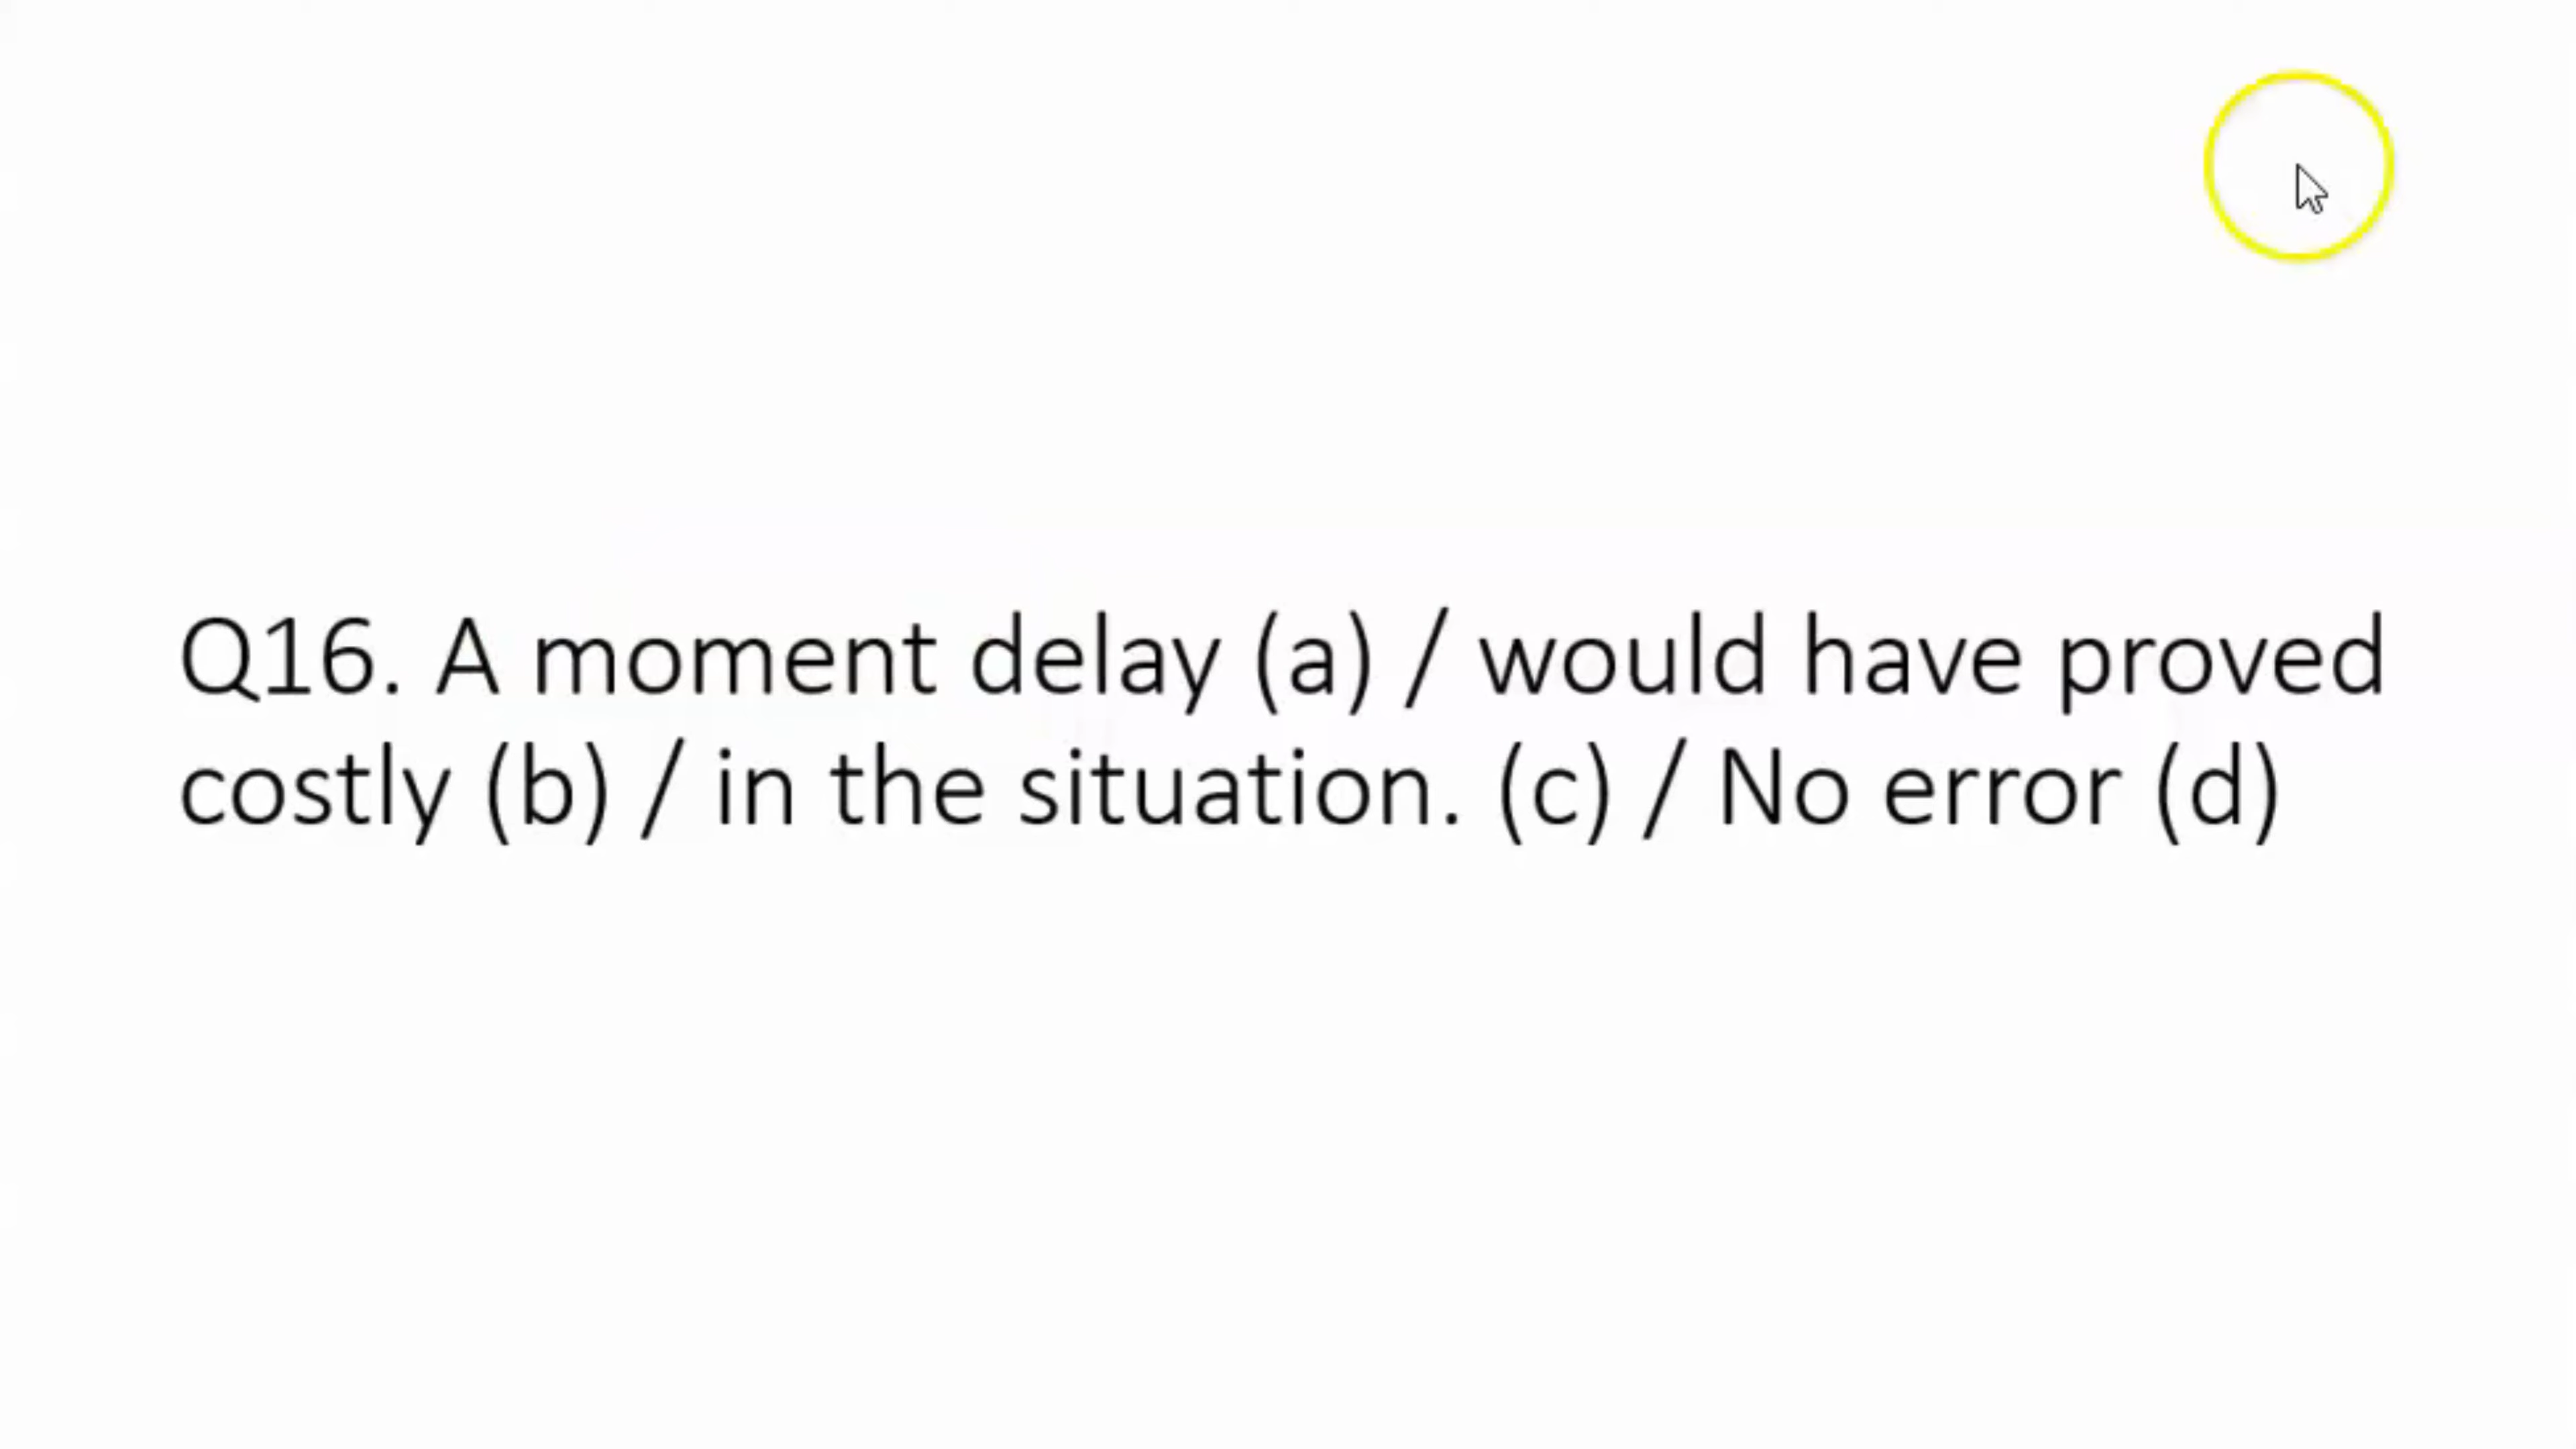 Q16. A moment delay (a) / would have proved
costly (b) / in the situation. (c) / No error (d)